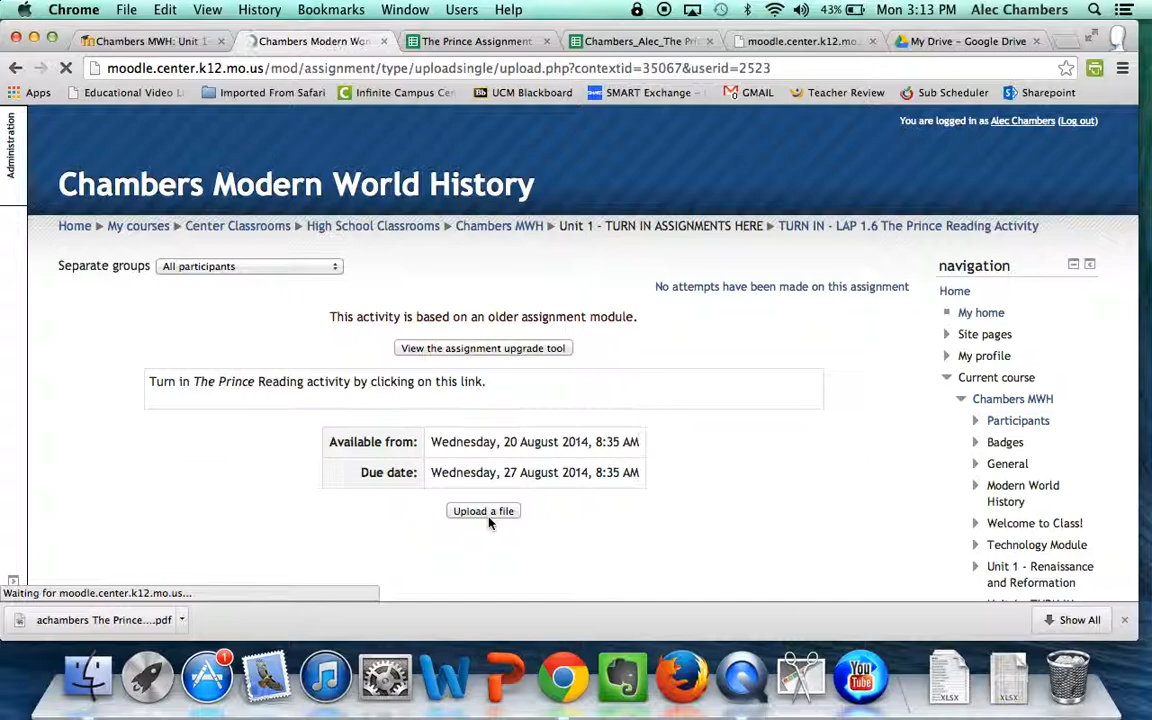 Chrome File Edit View History Bookmarks Window Users Help 43% Mon 3:13 PM Alec Chambers
Chambers MWH: Unit 1 Chambers Modern Wor The Prince Assignment Chambers_Alec_The Pri moodle.center.k12.mo. My Drive - Google Drive
moodle.center.k12.mo.us/mod/assignment/type/uploadsingle/upload.php?contextid=35067&userid=2523
Apps Educational Video L Imported From Safari Infinite Campus Cen UCM Blackboard SMART Exchange - GMAIL Teacher Review Sub Scheduler Sharepoint
Administration
You are logged in as Alec Chambers (Log out)
Chambers Modern World History
Home My courses Center Classrooms High School Classrooms Chambers MWH Unit 1 - TURN IN ASSIGNMENTS HERE TURN IN - LAP 1.6 The Prince Reading Activity
Separate groups All participants
No attempts have been made on this assignment
This activity is based on an older assignment module.
View the assignment upgrade tool
Turn in The Prince Reading activity by clicking on this link.
Available from: Wednesday, 20 August 2014, 8:35 AM
Due date: Wednesday, 27 August 2014, 8:35 AM
Upload a file
navigation
Home
My home
Site pages
My profile
Current course
Chambers MWH
Participants
Badges
General
Modern World
History
Welcome to Class!
Technology Module
Unit 1 - Renaissance
and Reformation
Waiting for moodle.center.k12.mo.us...
achambers The Prince....pdf
Show All
1
You
Tube
XLSX
XLSX